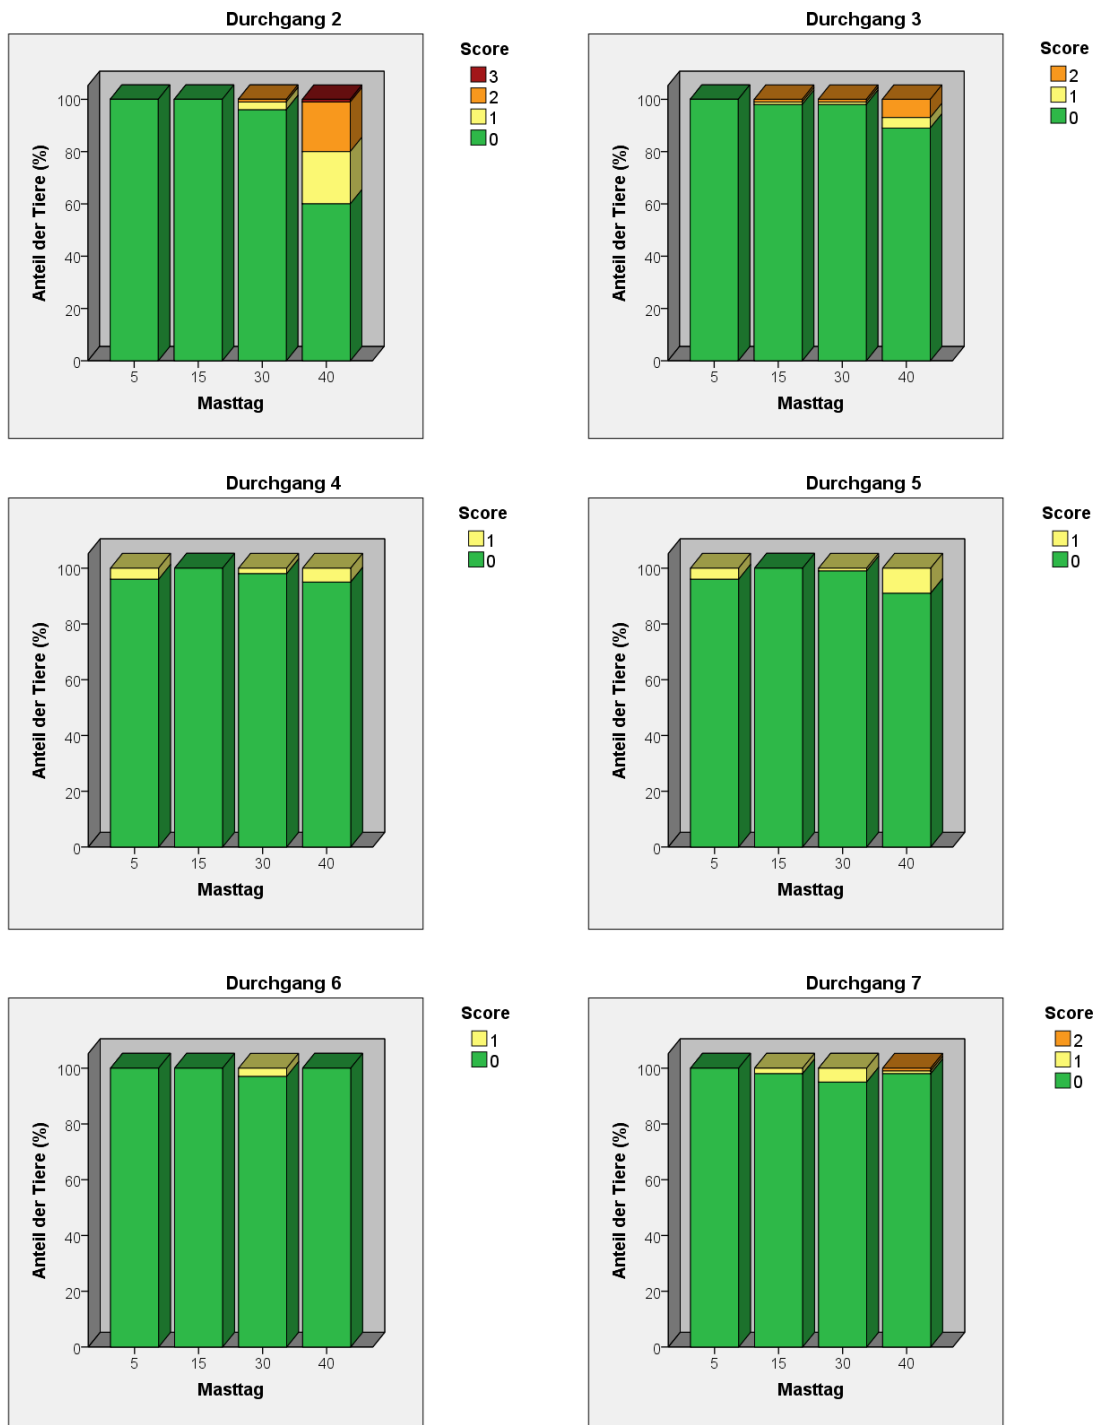 Durchgang 2
Score
3
2
1
0
100
80
60
40
20
0
Anteil der Tiere (%)
5 15 30 40
Masttag
Durchgang 3
Score
2
1
0
100
80
60
40
20
0
Anteil der Tiere (%)
5 15 30 40
Masttag
Durchgang 4
Score
1
0
100
80
60
40
20
0
Anteil der Tiere (%)
5 15 30 40
Masttag
Durchgang 5
Score
1
0
100
80
60
40
20
0
Anteil der Tiere (%)
5 15 30 40
Masttag
Durchgang 6
Score
1
0
100
80
60
40
20
0
Anteil der Tiere (%)
5 15 30 40
Masttag
Durchgang 7
Score
2
1
0
100
80
60
40
20
0
Anteil der Tiere (%)
5 15 30 40
Masttag